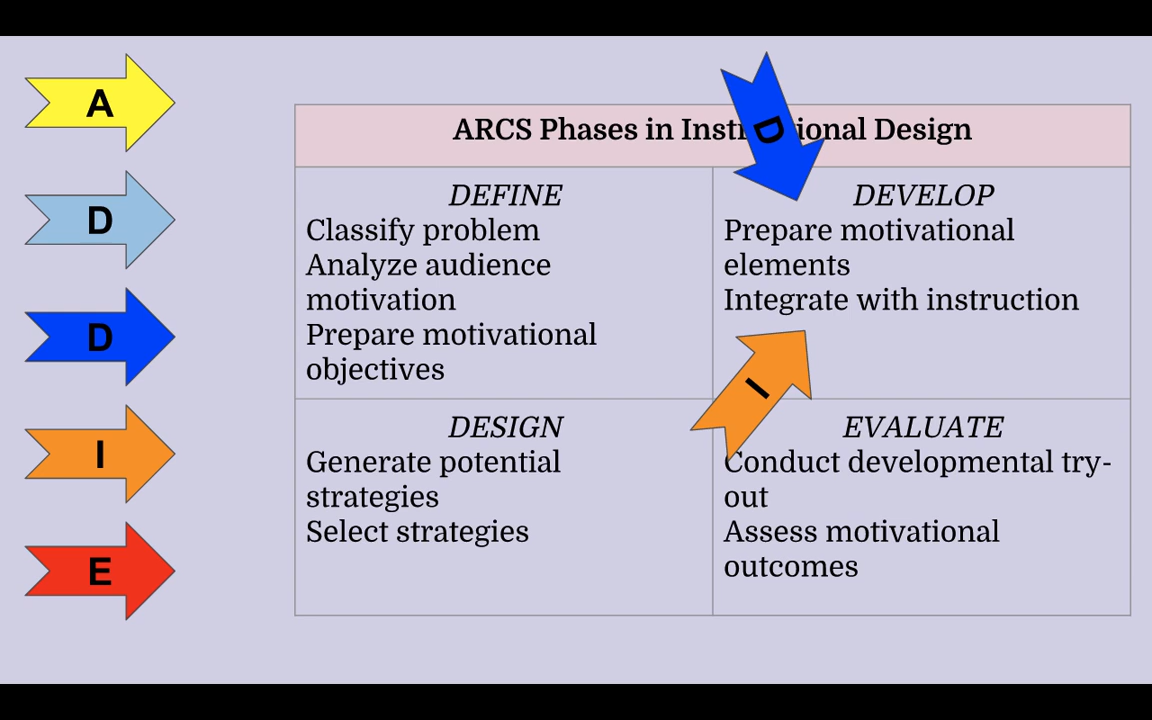 A
D
D
I
E
D
ARCS Phases in Inst ional Design
DEFINE
Classify problem
Analyze audience
motivation
Prepare motivational
objectives
DEVELOP
Prepare motivational
elements
Integrate with instruction
I
DESIGN
Generate potential
strategies
Select strategies
EVALUATE
Conduct developmental try-
out
Assess motivational
outcomes